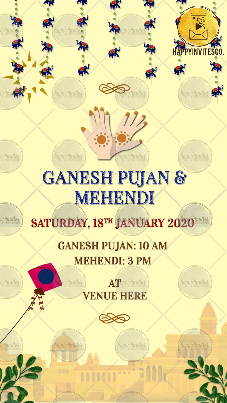 HAPPYINVITESCO.
GANESH PUJAN &
MEHENDI
SATURDAY, 18TH JANUARY 2020
GANESH PUJAN: 10 AM
MEHENDI: 3 PM
AT
VENUE HERE